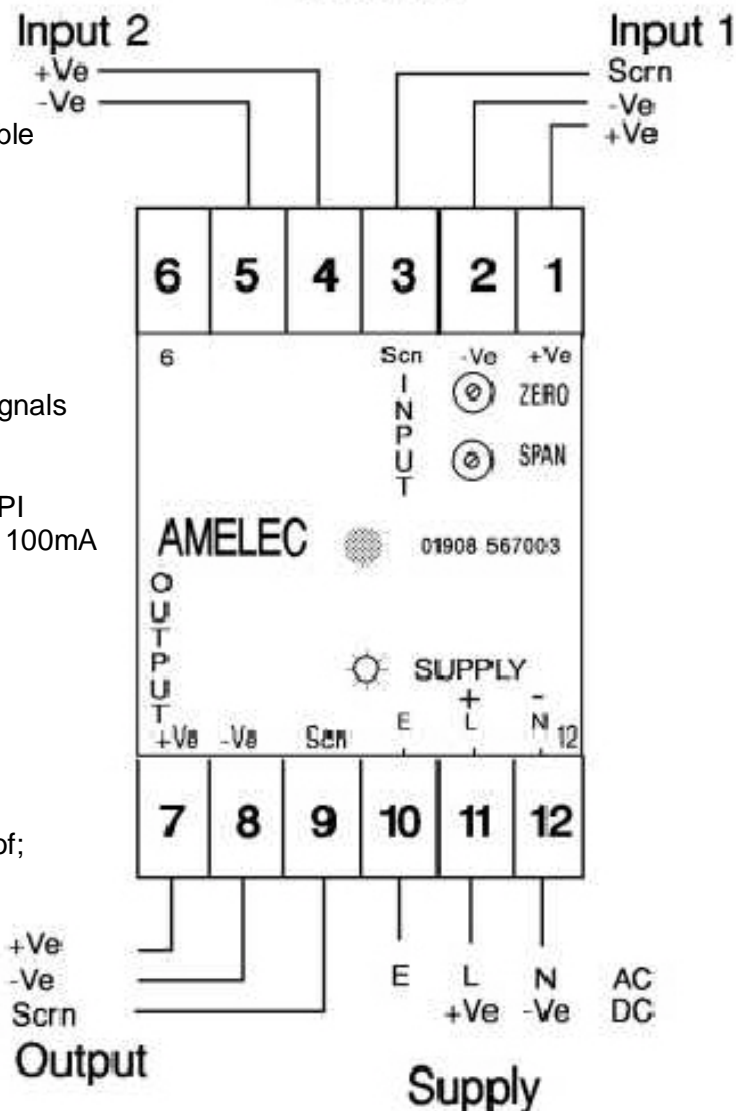 Input 2
Input 1
+Ve
Scrn
-Ve
-Ve
+Ve
ple
6 5 4 3 2 1
6
Scn -Ve +Ve
INPUT
ZERO
SPAN
gnals
PI
100mA
AMELEC
01908 567003
OUTPUT
SUPPLY
+ -
E L N 12
+Ve -Ve Scn
7 8 9 10 11 12
of;
+Ve
-Ve
Scrn
E L N AC
+Ve -Ve DC
Output
Supply